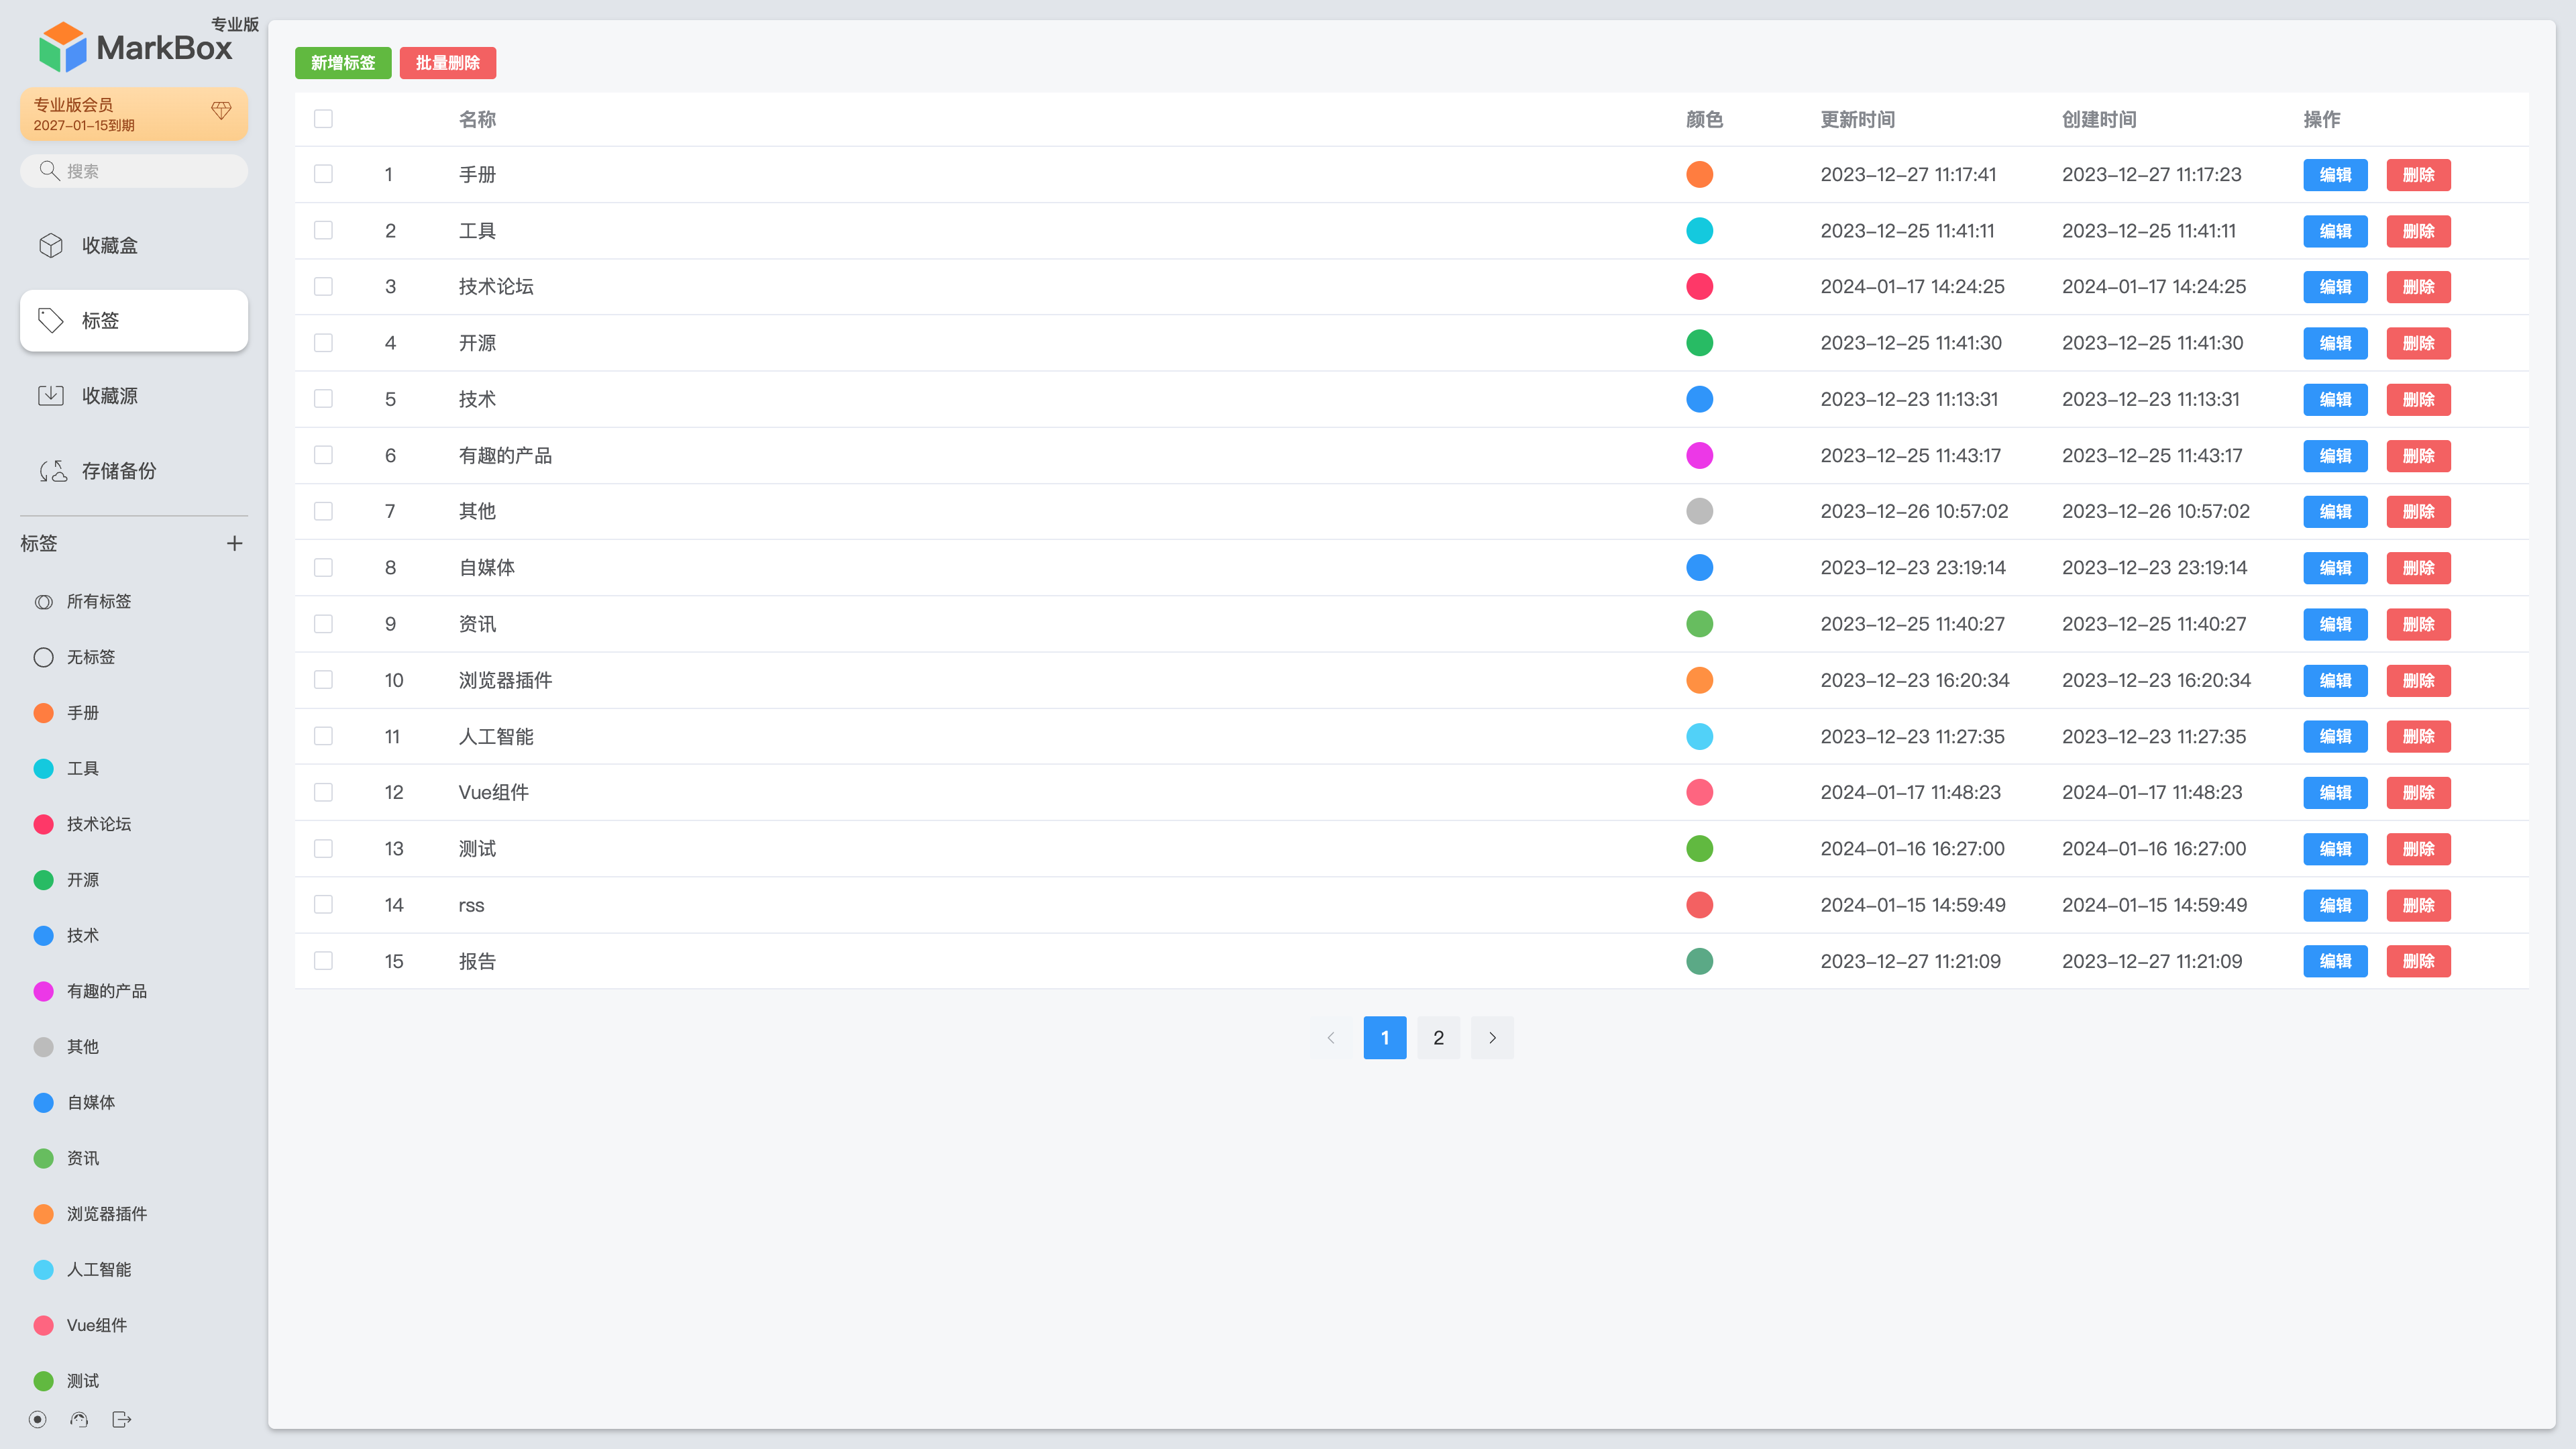 专业版
MarkBox
专业版会员
2027-01-15到期
搜索
收藏盒
标签
收藏源
存储备份
标签
所有标签
无标签
手册
工具
技术论坛
开源
技术
有趣的产品
其他
自媒体
资讯
浏览器插件
人工智能
Vue组件
测试
新增标签 批量删除
名称 颜色 更新时间 创建时间 操作
1 手册 2023-12-27 11:17:41 2023-12-27 11:17:23 编辑 删除
2 工具 2023-12-25 11:41:11 2023-12-25 11:41:11 编辑 删除
3 技术论坛 2024-01-17 14:24:25 2024-01-17 14:24:25 编辑 删除
4 开源 2023-12-25 11:41:30 2023-12-25 11:41:30 编辑 删除
5 技术 2023-12-23 11:13:31 2023-12-23 11:13:31 编辑 删除
6 有趣的产品 2023-12-25 11:43:17 2023-12-25 11:43:17 编辑 删除
7 其他 2023-12-26 10:57:02 2023-12-26 10:57:02 编辑 删除
8 自媒体 2023-12-23 23:19:14 2023-12-23 23:19:14 编辑 删除
9 资讯 2023-12-25 11:40:27 2023-12-25 11:40:27 编辑 删除
10 浏览器插件 2023-12-23 16:20:34 2023-12-23 16:20:34 编辑 删除
11 人工智能 2023-12-23 11:27:35 2023-12-23 11:27:35 编辑 删除
12 Vue组件 2024-01-17 11:48:23 2024-01-17 11:48:23 编辑 删除
13 测试 2024-01-16 16:27:00 2024-01-16 16:27:00 编辑 删除
14 rss 2024-01-15 14:59:49 2024-01-15 14:59:49 编辑 删除
15 报告 2023-12-27 11:21:09 2023-12-27 11:21:09 编辑 删除
1 2